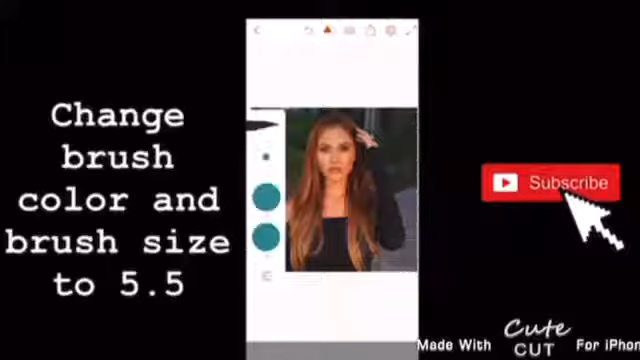 Change
brush
color and
brush size
to 5.5
Subscribe
Made With Cute CUT For iPhon